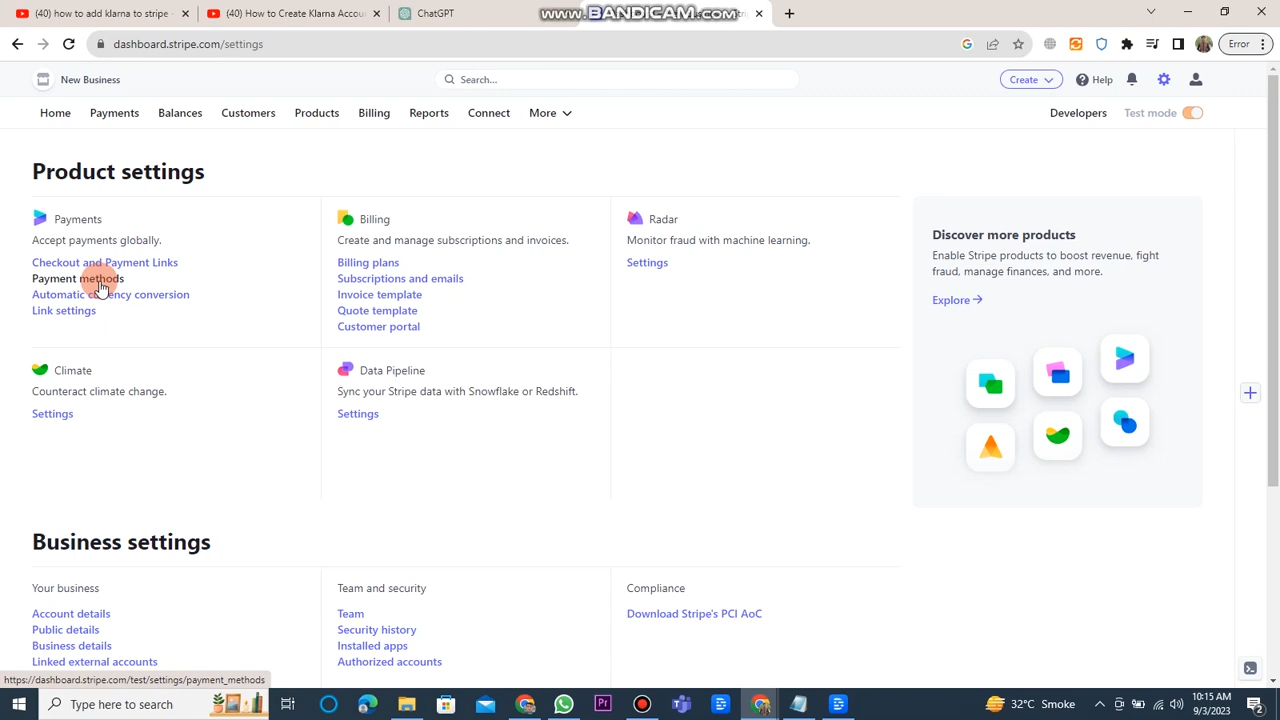 (40) how to add stripe to s
(40) How to Create Klarna Accou
ChatGPT
www.BANDICAM.com
dashboard.stripe.com/settings
Error
New Business
Search...
Create
Help
Home
Payments
Balances
Customers
Products
Billing
Reports
Connect
More
Developers
Test mode
Product settings
Payments
Accept payments globally.
Checkout and Payment Links
Payment methods
Automatic currency conversion
Link settings
Billing
Create and manage subscriptions and invoices.
Billing plans
Subscriptions and emails
Invoice template
Quote template
Customer portal
Radar
Monitor fraud with machine learning.
Settings
Discover more products
Enable Stripe products to boost revenue, fight
fraud, manage finances, and more.
Explore
Climate
Counteract climate change.
Settings
Data Pipeline
Sync your Stripe data with Snowflake or Redshift.
Settings
Business settings
Your business
Account details
Public details
Business details
Linked external accounts
Team and security
Team
Security history
Installed apps
Authorized accounts
Compliance
Download Stripe's PCI AoC
https://dashboard.stripe.com/test/settings/payment_methods
Type here to search
Pr
32°C Smoke
10:15 AM
9/3/2023
2